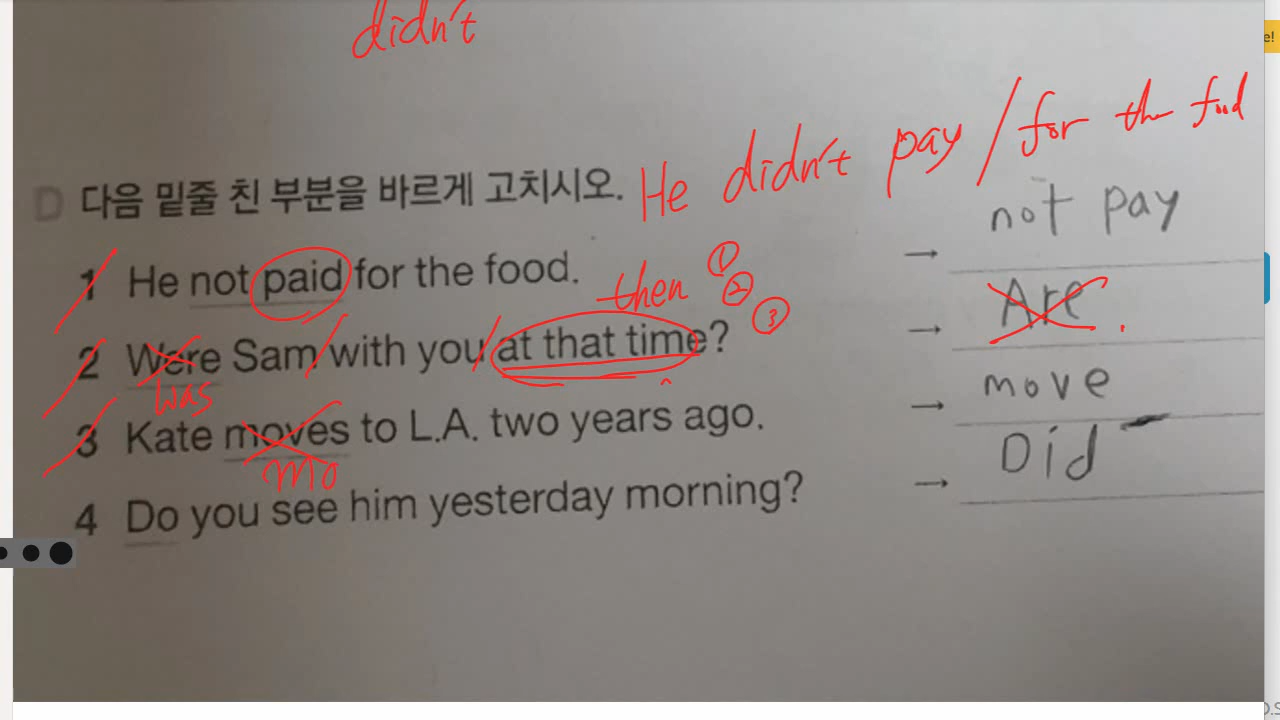 didn't
He didn't pay / for the food
D 다음 밑줄 친 부분을 바르게 고치시오.
not pay
1 He not paid for the food. →
then ① ② ③
2 Were Sam with you at that time? → Are
was
3 Kate moves to L.A. two years ago. → move
mo
4 Do you see him yesterday morning? → Did